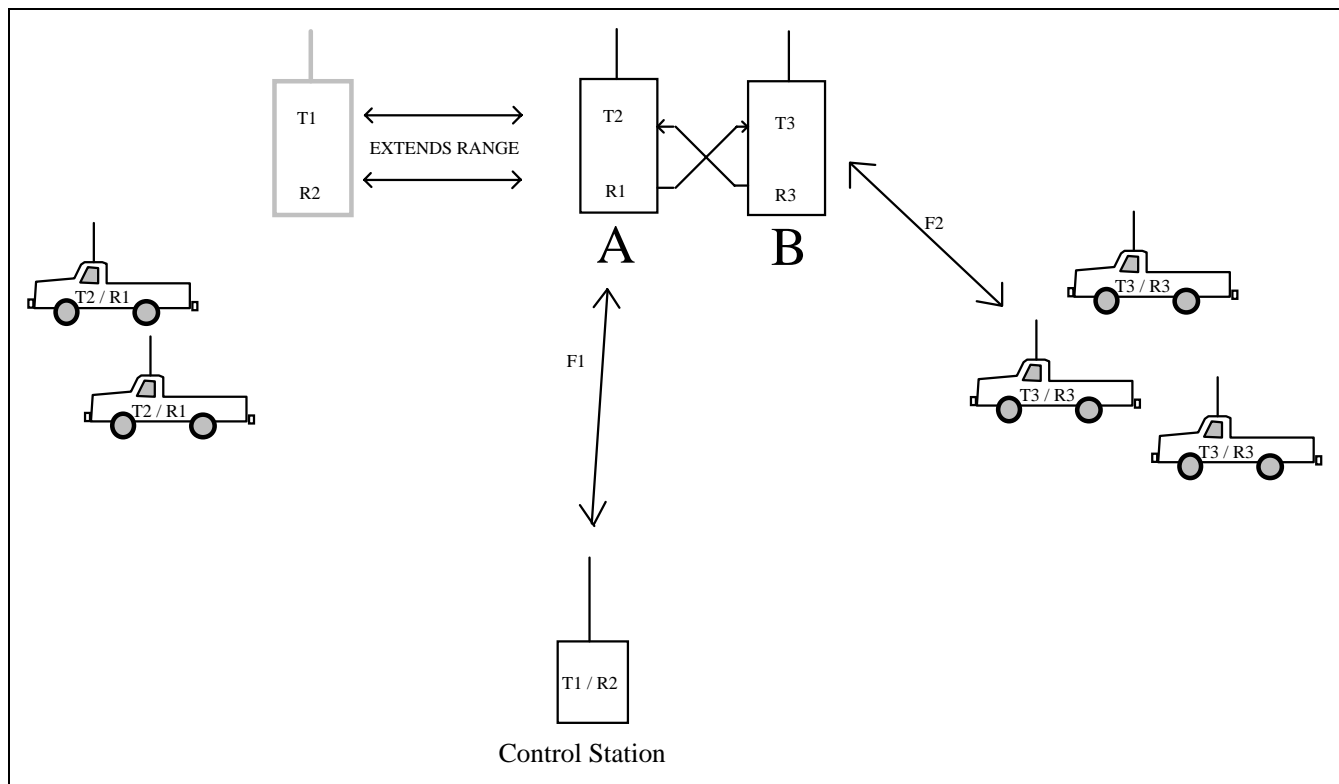 T1
EXTENDS RANGE
R2
T2
R1
A
T3
R3
B
F2
T2 / R1
T2 / R1
F1
T3 / R3
T3 / R3
T3 / R3
T1 / R2
Control Station